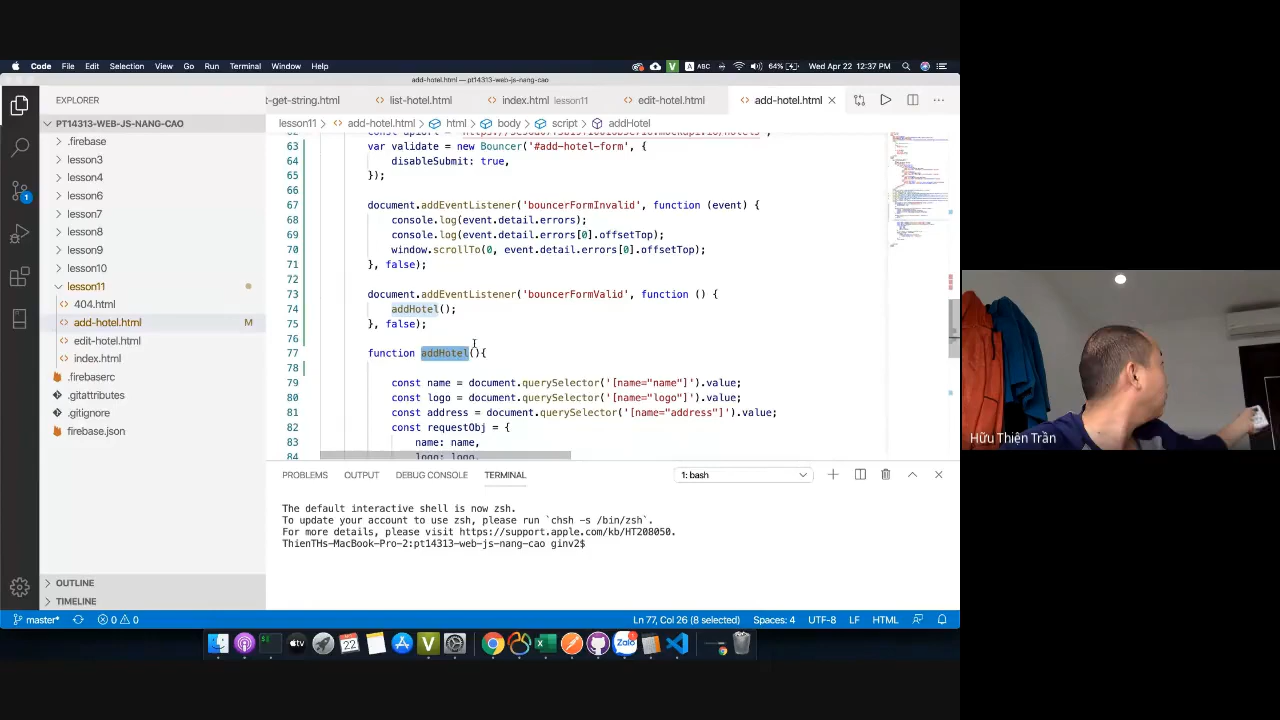 Code File Edit Selection View Go Run Terminal Window Help
ABC 64% Wed Apr 22 12:37 PM
add-hotel.html — pt14313-web-js-nang-cao
EXPLORER
t-get-string.html list-hotel.html index.html lesson11 edit-hotel.html add-hotel.html
PT14313-WEB-JS-NANG-CAO
lesson11 > add-hotel.html > html > body > script > addHotel
.firebase
lesson3
lesson4
lesson5
lesson7
lesson8
lesson9
lesson10
lesson11
404.html
add-hotel.html M
edit-hotel.html
index.html
.firebaserc
.gitattributes
.gitignore
firebase.json
OUTLINE
TIMELINE
63 var validate = new Bouncer('#add-hotel-form', {
64 disableSubmit: true,
65 });
66
67 document.addEventListener('bouncerFormInvalid', function (event) {
68 console.log(event.detail.errors);
69 console.log(event.detail.errors[0].offsetTop);
70 window.scrollTo(0, event.detail.errors[0].offsetTop);
71 }, false);
72
73 document.addEventListener('bouncerFormValid', function () {
74 addHotel();
75 }, false);
76
77 function addHotel(){
78
79 const name = document.querySelector('[name="name"]').value;
80 const logo = document.querySelector('[name="logo"]').value;
81 const address = document.querySelector('[name="address"]').value;
82 const requestObj = {
83 name: name,
84 logo: logo,
PROBLEMS OUTPUT DEBUG CONSOLE TERMINAL 1: bash
The default interactive shell is now zsh.
To update your account to use zsh, please run `chsh -s /bin/zsh`.
For more details, please visit https://support.apple.com/kb/HT208050.
ThienTHs-MacBook-Pro-2:pt14313-web-js-nang-cao ginv2$
master* 0 0 Ln 77, Col 26 (8 selected) Spaces: 4 UTF-8 LF HTML
Zalo
Hữu Thiện Trần